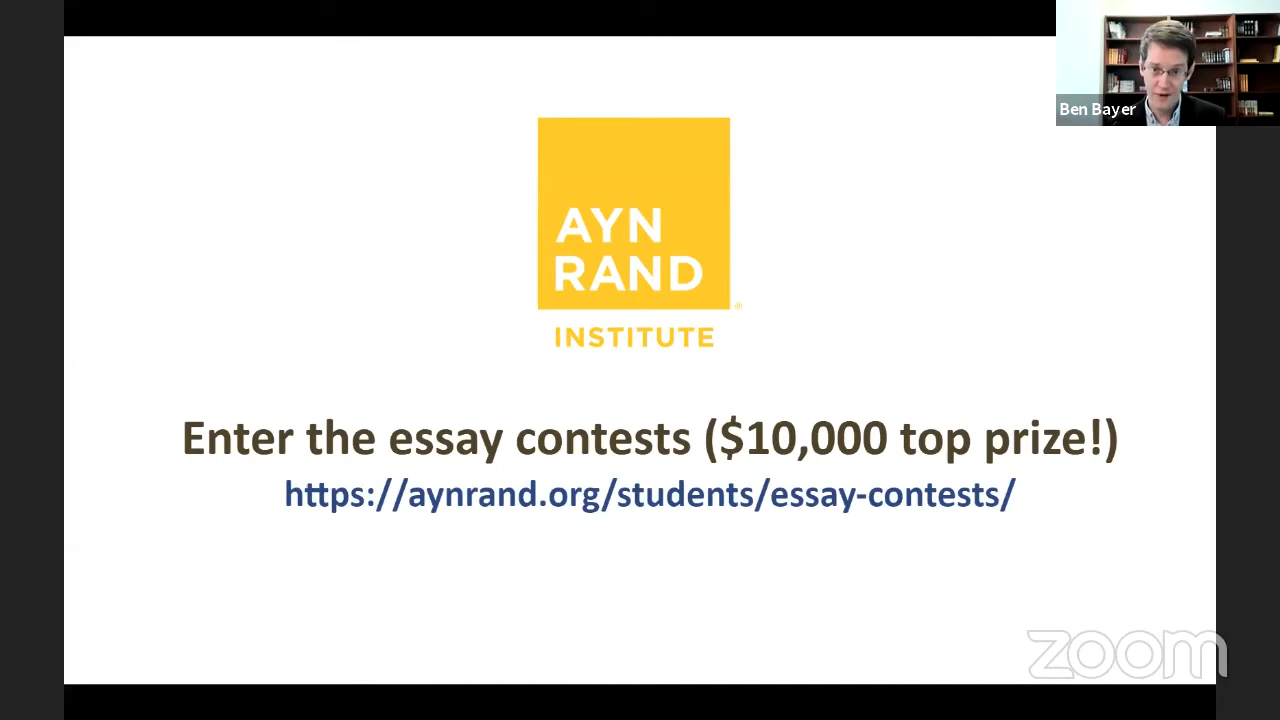 Ben Bayer
AYN
RAND
®
INSTITUTE
Enter the essay contests ($10,000 top prize!)
https://aynrand.org/students/essay-contests/
zoom